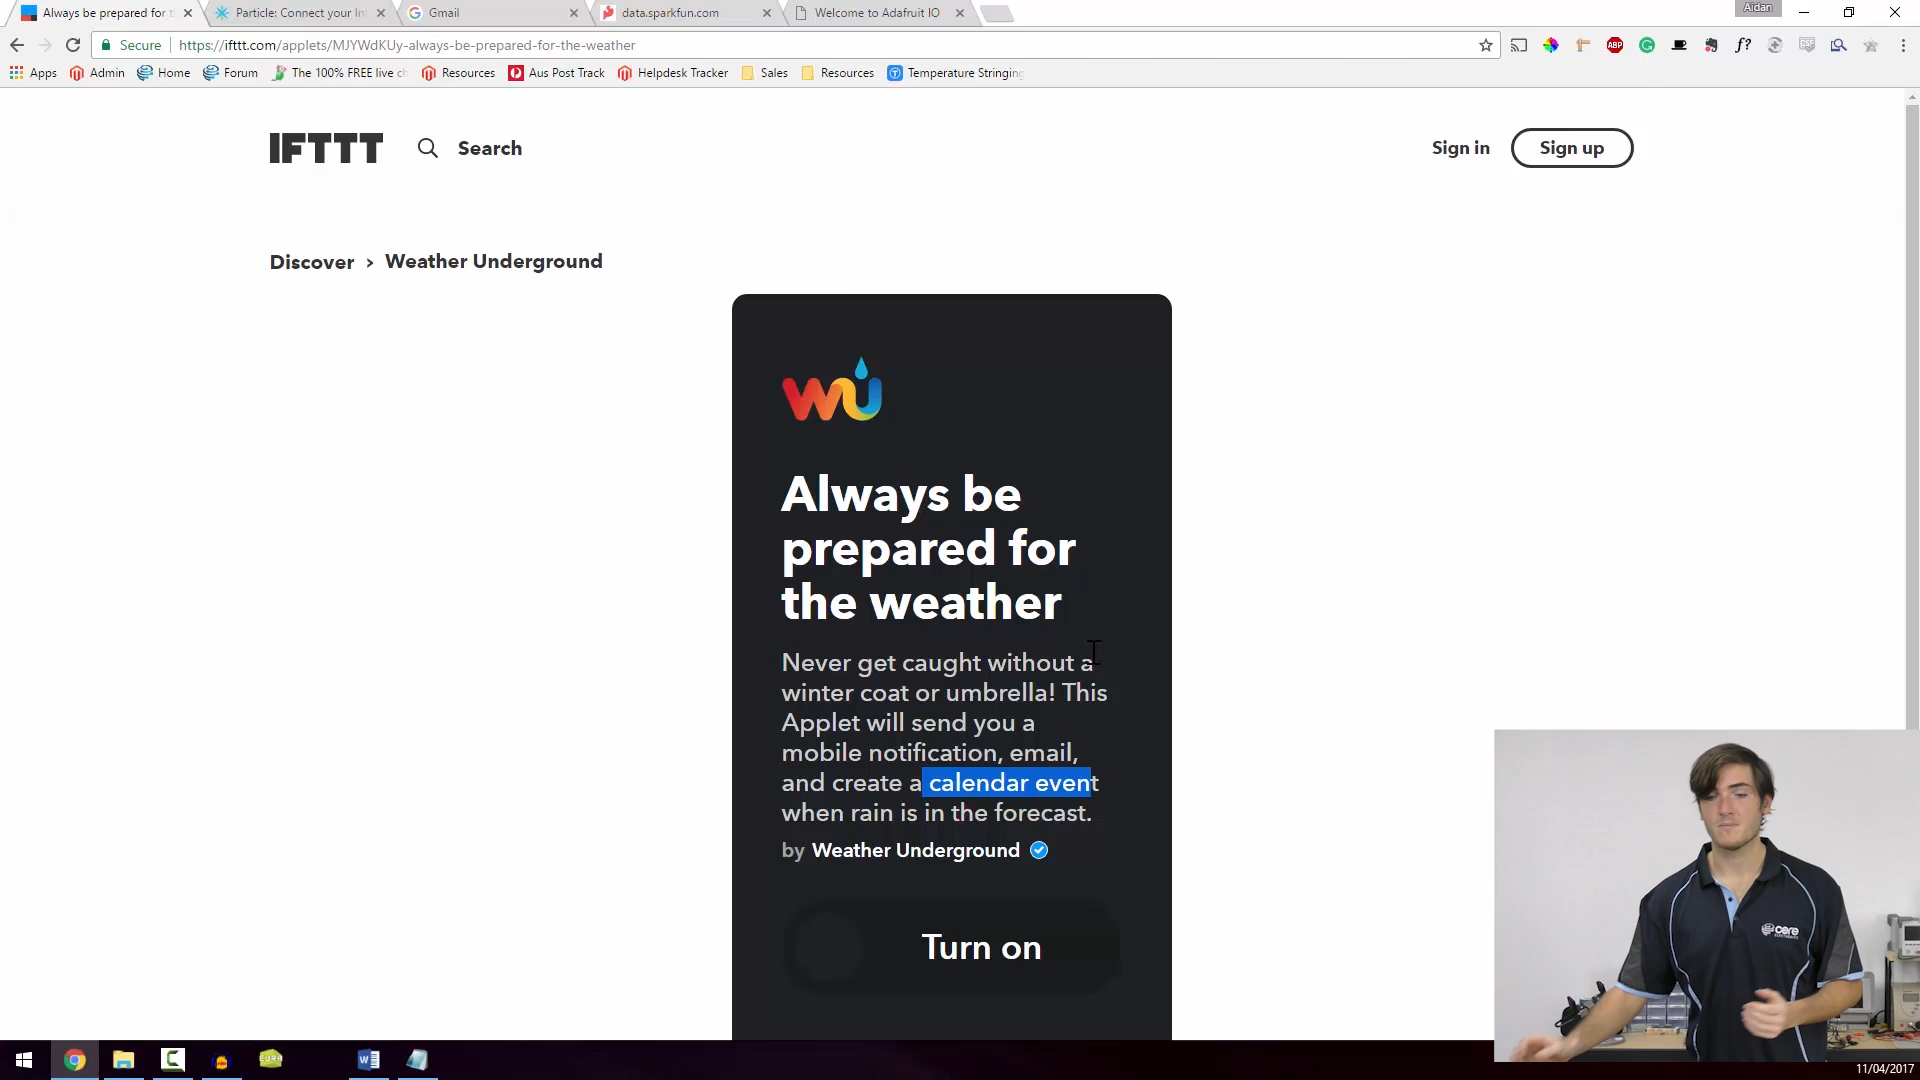 Always be prepared for t
Particle: Connect your In
Gmail
data.sparkfun.com
Welcome to Adafruit IO
Aidan
Secure
https://ifttt.com/applets/MJYWdKUy-always-be-prepared-for-the-weather
ABP
f?
Apps
Admin
Home
Forum
The 100% FREE live c
Resources
Aus Post Track
Helpdesk Tracker
Sales
Resources
Temperature Stringing
IFTTT
Search
Sign in
Sign up
Discover › Weather Underground
wu
Always be
prepared for
the weather
Never get caught without a
winter coat or umbrella! This
Applet will send you a
mobile notification, email,
and create a calendar event
when rain is in the forecast.
by Weather Underground
Turn on
core
ELECTRONICS
CURA
11/04/2017